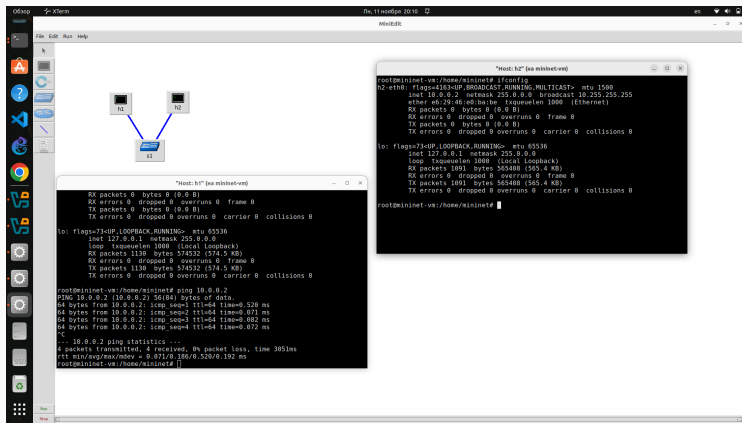 Обзор
XTerm
Пн, 11 ноября 20:10
en
MiniEdit
File Edit Run Help
h1
h2
s1
"Host: h2" (на mininet-vm)
root@mininet-vm:/home/mininet# ifconfig
h2-eth0: flags=4163<UP,BROADCAST,RUNNING,MULTICAST>  mtu 1500
inet 10.0.0.2  netmask 255.0.0.0  broadcast 10.255.255.255
ether e6:29:46:e0:ba:be  txqueuelen 1000  (Ethernet)
RX packets 0  bytes 0 (0.0 B)
RX errors 0  dropped 0  overruns 0  frame 0
TX packets 0  bytes 0 (0.0 B)
TX errors 0  dropped 0 overruns 0  carrier 0  collisions 0
lo: flags=73<UP,LOOPBACK,RUNNING>  mtu 65536
inet 127.0.0.1  netmask 255.0.0.0
loop  txqueuelen 1000  (Local Loopback)
RX packets 1091  bytes 565408 (565.4 KB)
RX errors 0  dropped 0  overruns 0  frame 0
TX packets 1091  bytes 565408 (565.4 KB)
TX errors 0  dropped 0 overruns 0  carrier 0  collisions 0
root@mininet-vm:/home/mininet#
"Host: h1" (на mininet-vm)
RX packets 0  bytes 0 (0.0 B)
RX errors 0  dropped 0  overruns 0  frame 0
TX packets 0  bytes 0 (0.0 B)
TX errors 0  dropped 0 overruns 0  carrier 0  collisions 0
lo: flags=73<UP,LOOPBACK,RUNNING>  mtu 65536
inet 127.0.0.1  netmask 255.0.0.0
loop  txqueuelen 1000  (Local Loopback)
RX packets 1130  bytes 574532 (574.5 KB)
RX errors 0  dropped 0  overruns 0  frame 0
TX packets 1130  bytes 574532 (574.5 KB)
TX errors 0  dropped 0 overruns 0  carrier 0  collisions 0
root@mininet-vm:/home/mininet# ping 10.0.0.2
PING 10.0.0.2 (10.0.0.2) 56(84) bytes of data.
64 bytes from 10.0.0.2: icmp_seq=1 ttl=64 time=0.520 ms
64 bytes from 10.0.0.2: icmp_seq=2 ttl=64 time=0.071 ms
64 bytes from 10.0.0.2: icmp_seq=3 ttl=64 time=0.082 ms
64 bytes from 10.0.0.2: icmp_seq=4 ttl=64 time=0.072 ms
^C
--- 10.0.0.2 ping statistics ---
4 packets transmitted, 4 received, 0% packet loss, time 3051ms
rtt min/avg/max/mdev = 0.071/0.186/0.520/0.192 ms
root@mininet-vm:/home/mininet#
Run
Stop